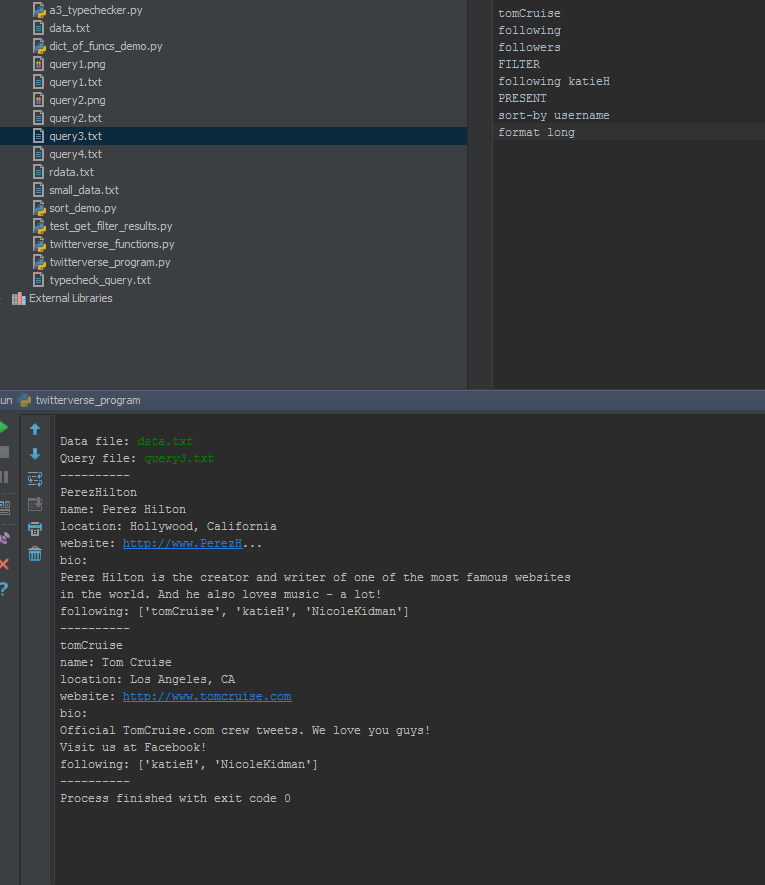 a3_typechecker.py
data.txt
dict_of_funcs_demo.py
query1.png
query1.txt
query2.png
query2.txt
query3.txt
query4.txt
rdata.txt
small_data.txt
sort_demo.py
test_get_filter_results.py
twitterverse_functions.py
twitterverse_program.py
typecheck_query.txt
External Libraries
tomCruise
following
followers
FILTER
following katieH
PRESENT
sort-by username
format long
un twitterverse_program
Data file: data.txt
Query file: query3.txt
----------
PerezHilton
name: Perez Hilton
location: Hollywood, California
website: http://www.PerezH...
bio:
Perez Hilton is the creator and writer of one of the most famous websites
in the world. And he also loves music - a lot!
following: ['tomCruise', 'katieH', 'NicoleKidman']
----------
tomCruise
name: Tom Cruise
location: Los Angeles, CA
website: http://www.tomcruise.com
bio:
Official TomCruise.com crew tweets. We love you guys!
Visit us at Facebook!
following: ['katieH', 'NicoleKidman']
----------
Process finished with exit code 0